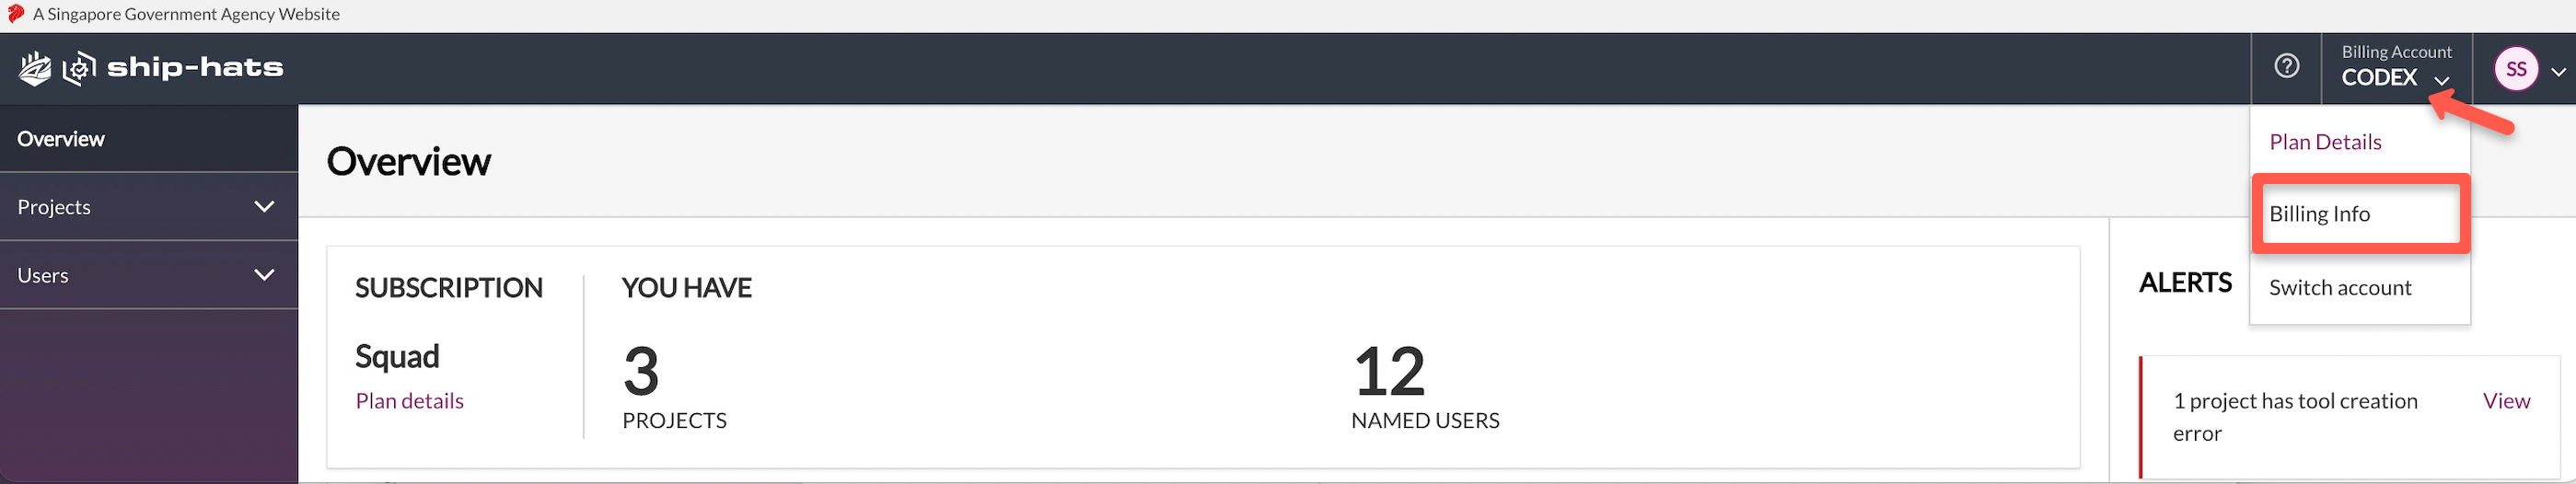 A Singapore Government Agency Website
ship-hats
Billing Account
CODEX
SS
Overview
Projects
Users
Overview
Plan Details
Billing Info
Switch account
SUBSCRIPTION
Squad
Plan details
YOU HAVE
3
PROJECTS
12
NAMED USERS
ALERTS
1 project has tool creation
error
View